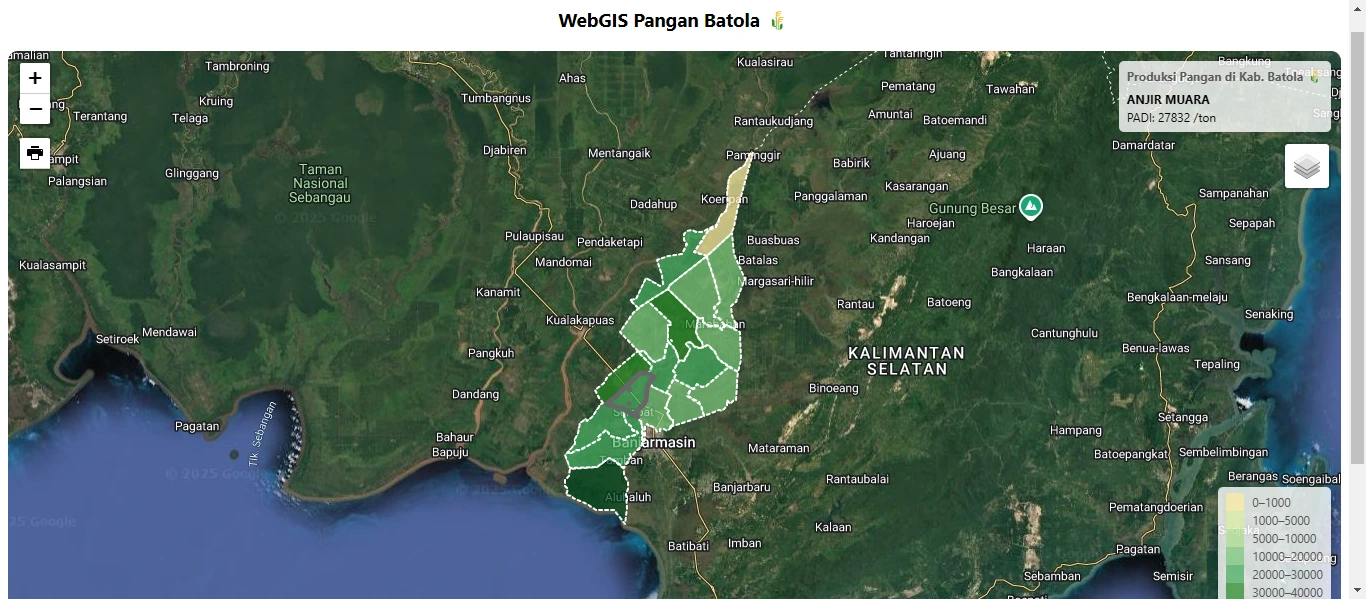 WebGIS Pangan Batola
Tambroning
Ahas
Kualasirau
Tumbangnus
Kruing
Terantang
Telaga
Pematang
Tawahan
Produksi Pangan di Kab. Batola
ANJIR MUARA
PADI: 27832 /ton
+
−
Rantaukudjang
Amuntai
Batoemandi
Damardatar
Djabiren
Mentangaik
Paminggir
Babirik
Ajuang
Glinggang
Palangsian
Taman
Nasional
Sebangau
Kasarangan
Panggalaman
Sampanahan
Dadahup
Gunung Besar
Haroejan
Sepapah
Pulaupisau
Pendaketapi
Buasbuas
Kandangan
Haraan
Kualasampit
Mandomai
Batalas
Sansang
Bangkalaan
Margasari-hilir
Kanamit
Rantau
Batoeng
Bengkalaan-melaju
Senaking
Kualakapuas
Setiroek
Mendawai
Cantunghulu
Pangkuh
KALIMANTAN
SELATAN
Benua-lawas
Tepaling
Dandang
Binoeang
Tlk. Sebangan
Setangga
Pagatan
Hampang
Bahaur
Bapuju
Banjarmasin
Mataraman
Batoepangkat
Sembelimbingan
Tamban
© 2025 Google
Banjarbaru
Rantaubalai
Berangas
Soengaibal
Aluhaluh
Pematangdoerian
Kalaan
Batibati
Imban
Pagatan
Sebamban
Semisir
0–1000
1000–5000
5000–10000
10000–20000
20000–30000
30000–40000